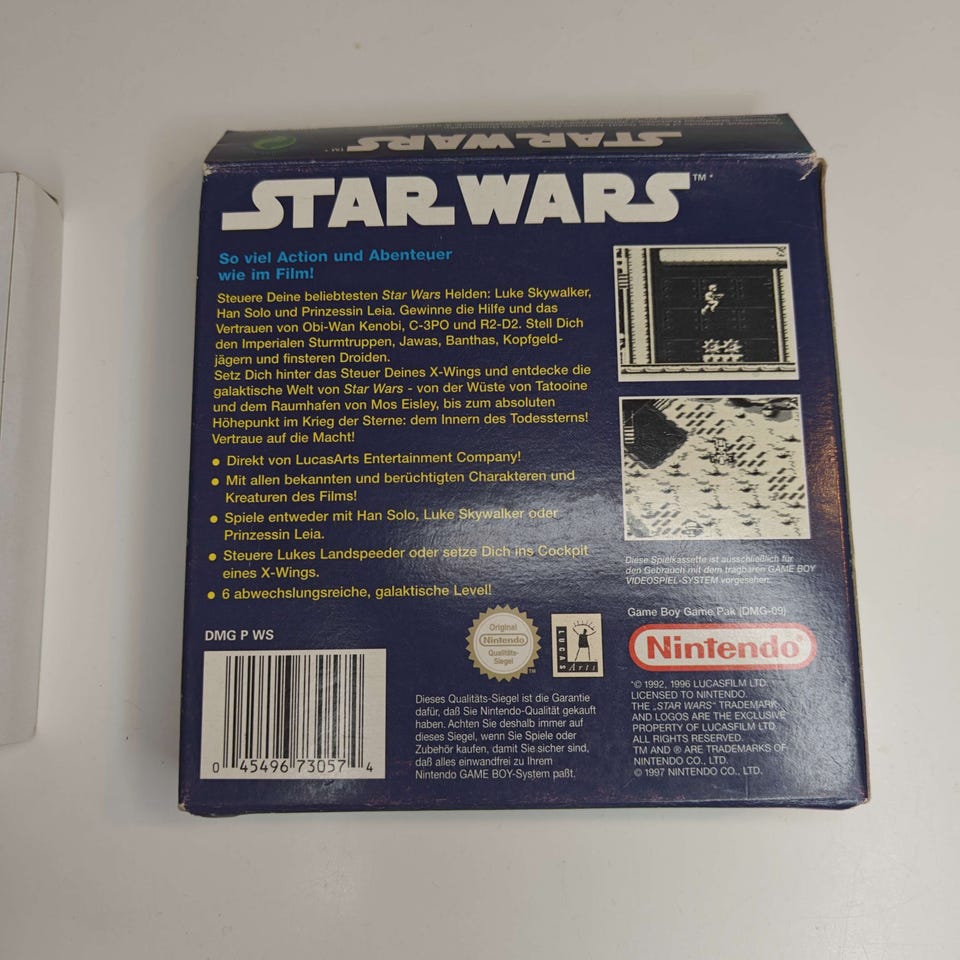 STAR WARS™
STAR WARS™
So viel Action und Abenteuer
wie im Film!
Steuere Deine beliebtesten Star Wars Helden: Luke Skywalker,
Han Solo und Prinzessin Leia. Gewinne die Hilfe und das
Vertrauen von Obi-Wan Kenobi, C-3PO und R2-D2. Stell Dich
den Imperialen Sturmtruppen, Jawas, Banthas, Kopfgeld-
jägern und finsteren Droiden.
Setz Dich hinter das Steuer Deines X-Wings und entdecke die
galaktische Welt von Star Wars - von der Wüste von Tatooine
und dem Raumhafen von Mos Eisley, bis zum absoluten
Höhepunkt im Krieg der Sterne: dem Innern des Todessterns!
Vertraue auf die Macht!
• Direkt von LucasArts Entertainment Company!
• Mit allen bekannten und berüchtigten Charakteren und
Kreaturen des Films!
• Spiele entweder mit Han Solo, Luke Skywalker oder
Prinzessin Leia.
• Steuere Lukes Landspeeder oder setze Dich ins Cockpit
eines X-Wings.
• 6 abwechslungsreiche, galaktische Level!
Diese Spielkassette ist ausschließlich für
den Gebrauch mit dem tragbaren GAME BOY
VIDEOSPIEL-SYSTEM vorgesehen.
Game Boy Game Pak (DMG-09)
Nintendo®
DMG P WS
0 45496 73057 4
Original
Nintendo
Qualitäts-
Siegel
TM
LUCAS
Arts
Dieses Qualitäts-Siegel ist die Garantie
dafür, daß Sie Nintendo-Qualität gekauft
haben. Achten Sie deshalb immer auf
dieses Siegel, wenn Sie Spiele oder
Zubehör kaufen, damit Sie sicher sind,
daß alles einwandfrei zu Ihrem
Nintendo GAME BOY-System paßt.
*© 1992, 1996 LUCASFILM LTD.
LICENSED TO NINTENDO.
THE „STAR WARS“ TRADEMARK
AND LOGOS ARE THE EXCLUSIVE
PROPERTY OF LUCASFILM LTD.
ALL RIGHTS RESERVED.
TM AND ® ARE TRADEMARKS OF
NINTENDO CO., LTD.
© 1997 NINTENDO CO., LTD.